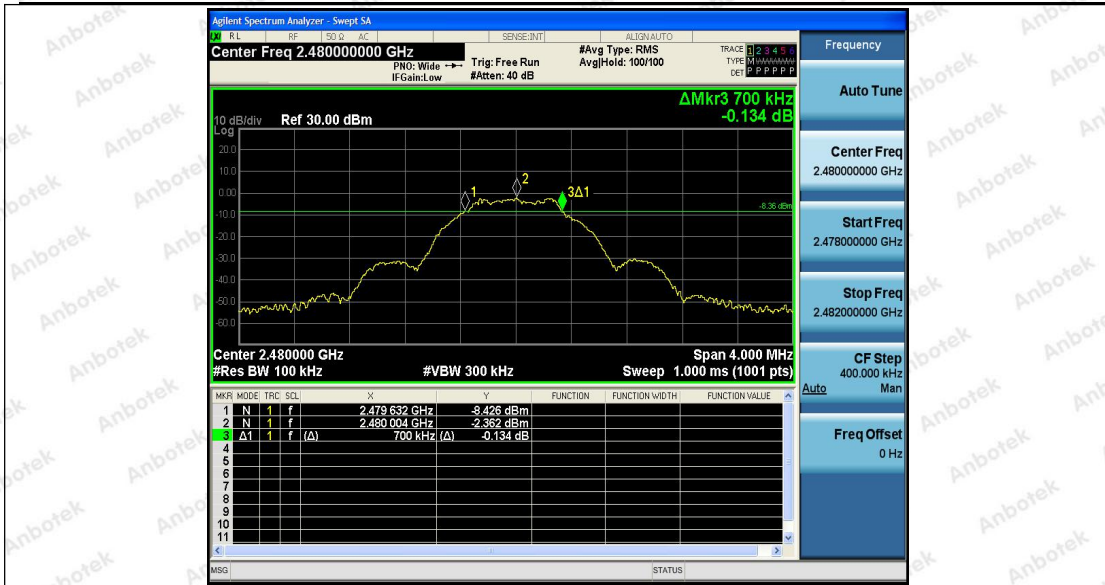 Agilent Spectrum Analyzer - Swept SA
RL RF 50 Ω AC SENSE:INT ALIGN AUTO
Center Freq 2.480000000 GHz
PNO: Wide
IFGain:Low
Trig: Free Run
#Atten: 40 dB
#Avg Type: RMS
Avg|Hold: 100/100
TRACE 1 2 3 4 5 6
TYPE M
DET P P P P P P
ΔMkr3 700 kHz
-0.134 dB
10 dB/div Ref 30.00 dBm
Log
20.0
10.0
0.00
-10.0
-20.0
-30.0
-40.0
-50.0
-60.0
1
2
3Δ1
-8.36 dBm
Center 2.480000 GHz Span 4.000 MHz
#Res BW 100 kHz #VBW 300 kHz Sweep 1.000 ms (1001 pts)
MKR MODE TRC SCL X Y FUNCTION FUNCTION WIDTH FUNCTION VALUE
1 N 1 f 2.479 632 GHz -8.426 dBm
2 N 1 f 2.480 004 GHz -2.362 dBm
3 Δ1 1 f (Δ) 700 kHz (Δ) -0.134 dB
4
5
6
7
8
9
10
11
MSG STATUS
Frequency
Auto Tune
Center Freq
2.480000000 GHz
Start Freq
2.478000000 GHz
Stop Freq
2.482000000 GHz
CF Step
400.000 kHz
Auto Man
Freq Offset
0 Hz
Anbotek